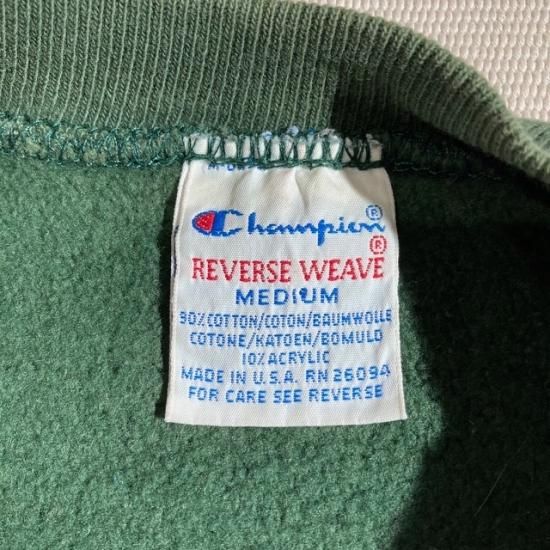 Champion®
REVERSE WEAVE®
MEDIUM
90% COTTON/COTON/BAUMWOLLE
COTONE/KATOEN/BOMULD
10% ACRYLIC
MADE IN U.S.A. RN 26094
FOR CARE SEE REVERSE